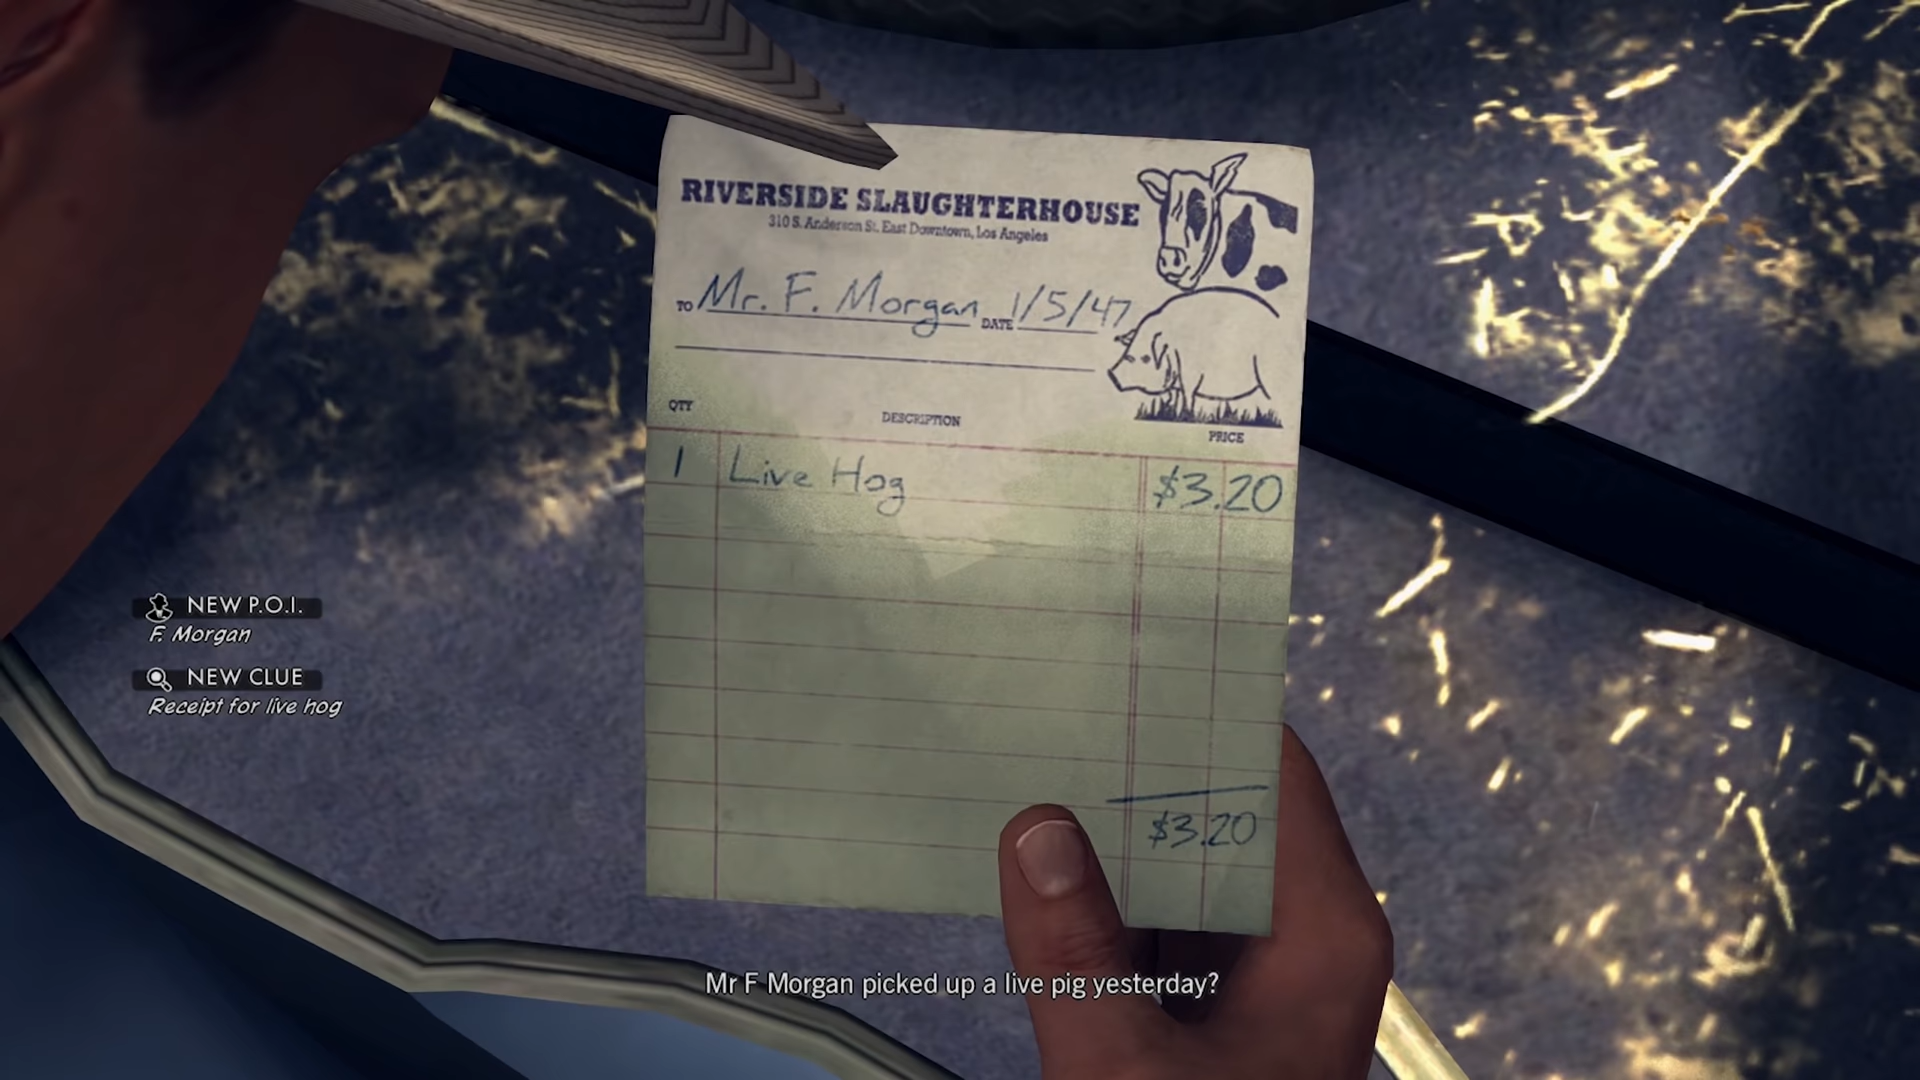 RIVERSIDE SLAUGHTERHOUSE
310 S. Anderson St. East Downtown, Los Angeles
TO Mr. F. Morgan DATE 1/5/47
QTY DESCRIPTION PRICE
1 Live Hog $3.20
$3.20
NEW P.O.I.
F. Morgan
NEW CLUE
Receipt for live hog
Mr F Morgan picked up a live pig yesterday?